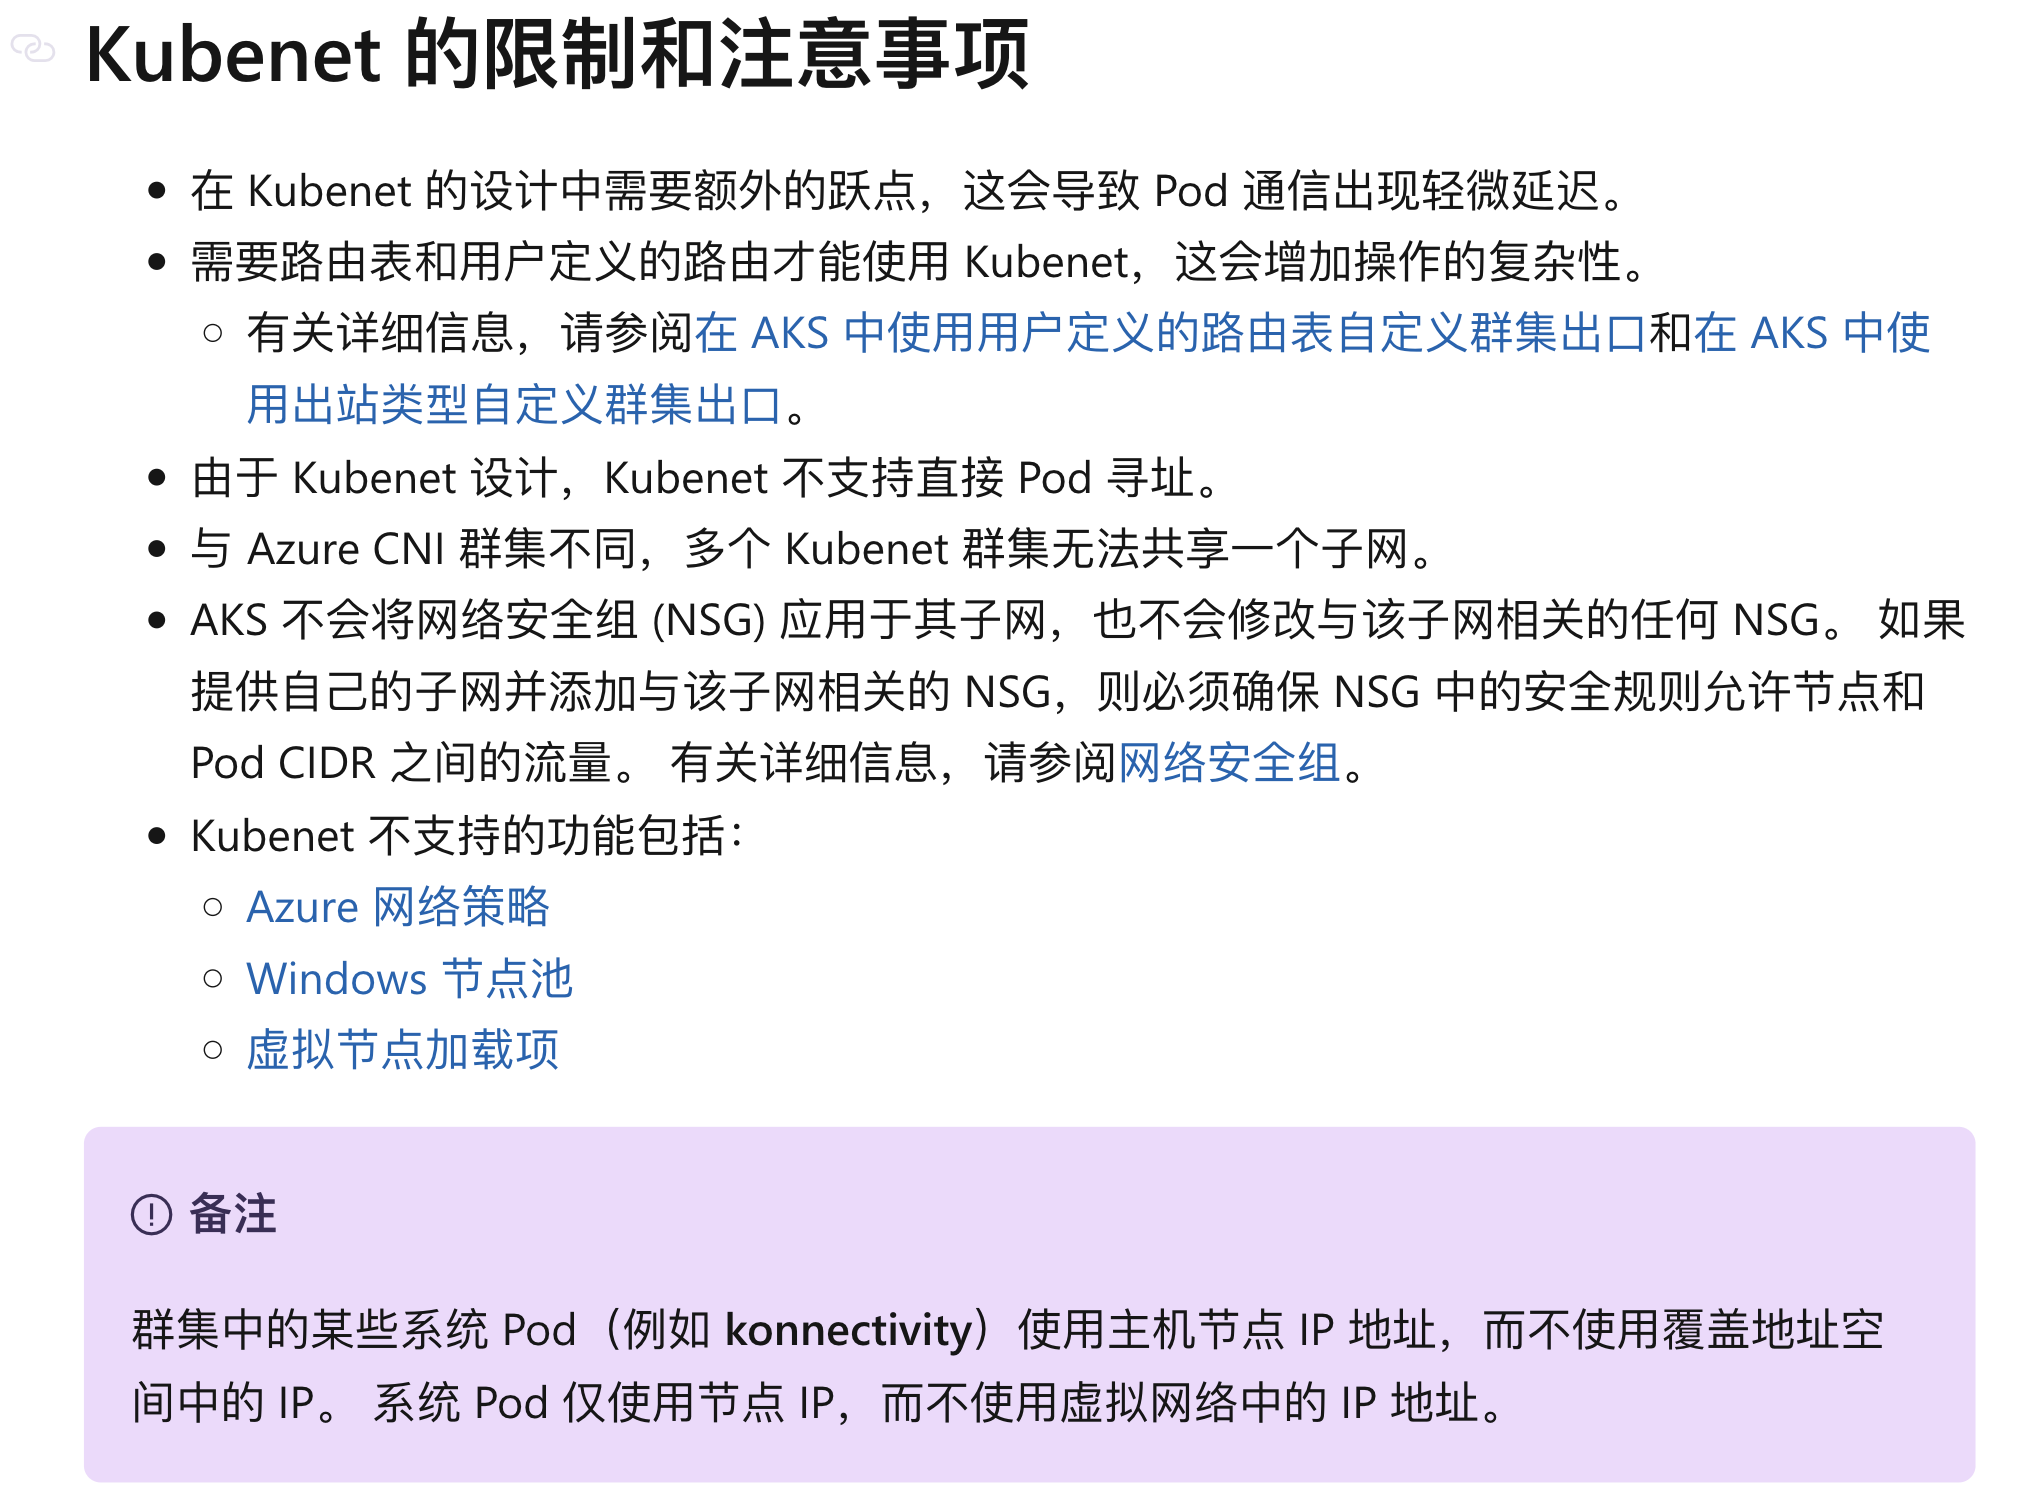 Kubenet 的限制和注意事项
在 Kubenet 的设计中需要额外的跃点，这会导致 Pod 通信出现轻微延迟。
需要路由表和用户定义的路由才能使用 Kubenet，这会增加操作的复杂性。
有关详细信息，请参阅在 AKS 中使用用户定义的路由表自定义群集出口和在 AKS 中使
用出站类型自定义群集出口。
由于 Kubenet 设计，Kubenet 不支持直接 Pod 寻址。
与 Azure CNI 群集不同，多个 Kubenet 群集无法共享一个子网。
AKS 不会将网络安全组 (NSG) 应用于其子网，也不会修改与该子网相关的任何 NSG。 如果
提供自己的子网并添加与该子网相关的 NSG，则必须确保 NSG 中的安全规则允许节点和
Pod CIDR 之间的流量。 有关详细信息，请参阅网络安全组。
Kubenet 不支持的功能包括：
Azure 网络策略
Windows 节点池
虚拟节点加载项
备注
群集中的某些系统 Pod（例如 konnectivity）使用主机节点 IP 地址，而不使用覆盖地址空
间中的 IP。 系统 Pod 仅使用节点 IP，而不使用虚拟网络中的 IP 地址。